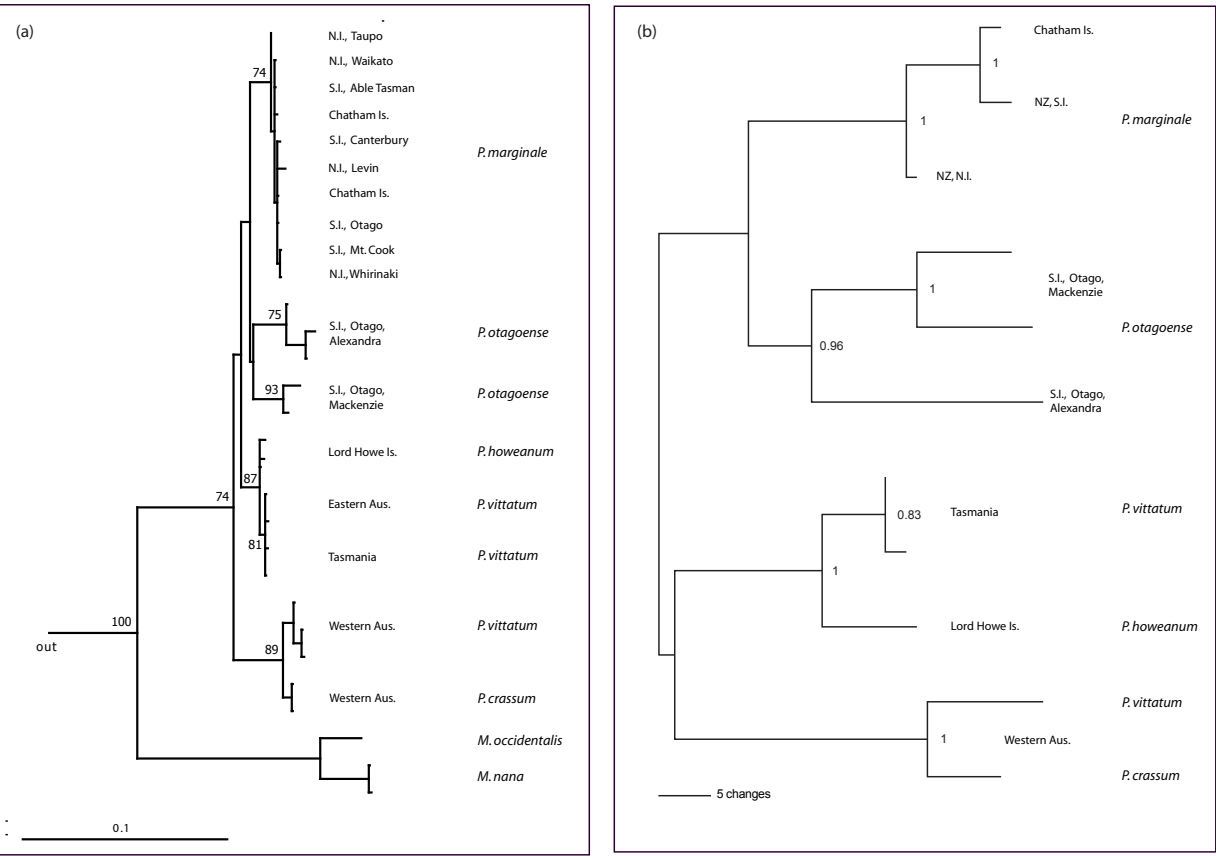 (a)
N.I., Taupo
N.I., Waikato
74
S.I., Able Tasman
Chatham Is.
S.I., Canterbury
P. marginale
N.I., Levin
Chatham Is.
S.I., Otago
S.I., Mt. Cook
N.I., Whirinaki
75
S.I., Otago,
Alexandra
P. otagoense
93
S.I., Otago,
Mackenzie
P. otagoense
Lord Howe Is.
P. howeanum
87
74
Eastern Aus.
P. vittatum
81
Tasmania
P. vittatum
100
out
Western Aus.
P. vittatum
89
Western Aus.
P. crassum
M. occidentalis
M. nana
0.1
(b)
Chatham Is.
1
NZ, S.I.
1
P. marginale
NZ, N.I.
1
S.I., Otago,
Mackenzie
P. otagoense
0.96
S.I., Otago,
Alexandra
0.83
Tasmania
P. vittatum
1
Lord Howe Is.
P. howeanum
P. vittatum
1
Western Aus.
P. crassum
5 changes